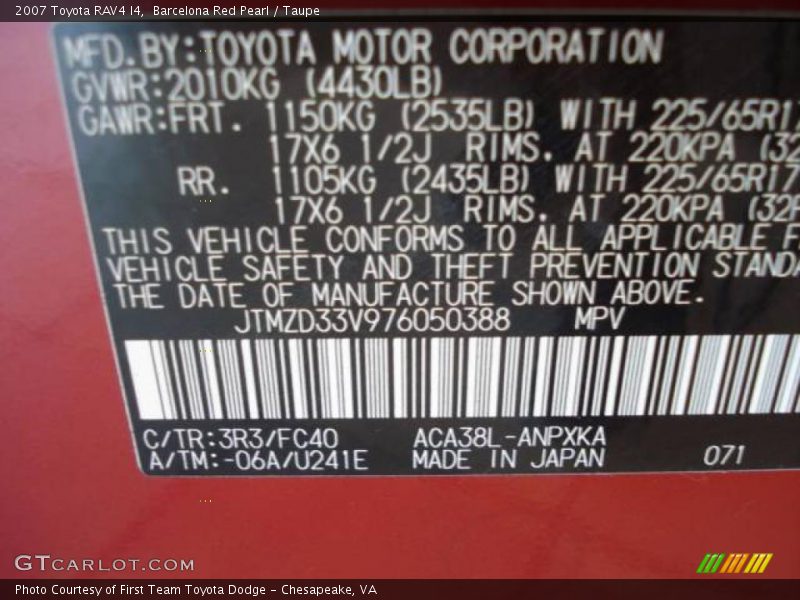 2007 Toyota RAV4 I4, Barcelona Red Pearl / Taupe
MFD.BY:TOYOTA MOTOR CORPORATION
GVWR:2010KG (4430LB)
GAWR:FRT. 1150KG (2535LB) WITH 225/65R17
17X6 1/2J RIMS. AT 220KPA (32
RR. 1105KG (2435LB) WITH 225/65R17
17X6 1/2J RIMS. AT 220KPA (32P
THIS VEHICLE CONFORMS TO ALL APPLICABLE F
VEHICLE SAFETY AND THEFT PREVENTION STANDA
THE DATE OF MANUFACTURE SHOWN ABOVE.
JTMZD33V976050388 MPV
C/TR:3R3/FC40 ACA38L-ANPXKA
A/TM:-06A/U241E MADE IN JAPAN 071
GTCARLOT.COM
Photo Courtesy of First Team Toyota Dodge - Chesapeake, VA